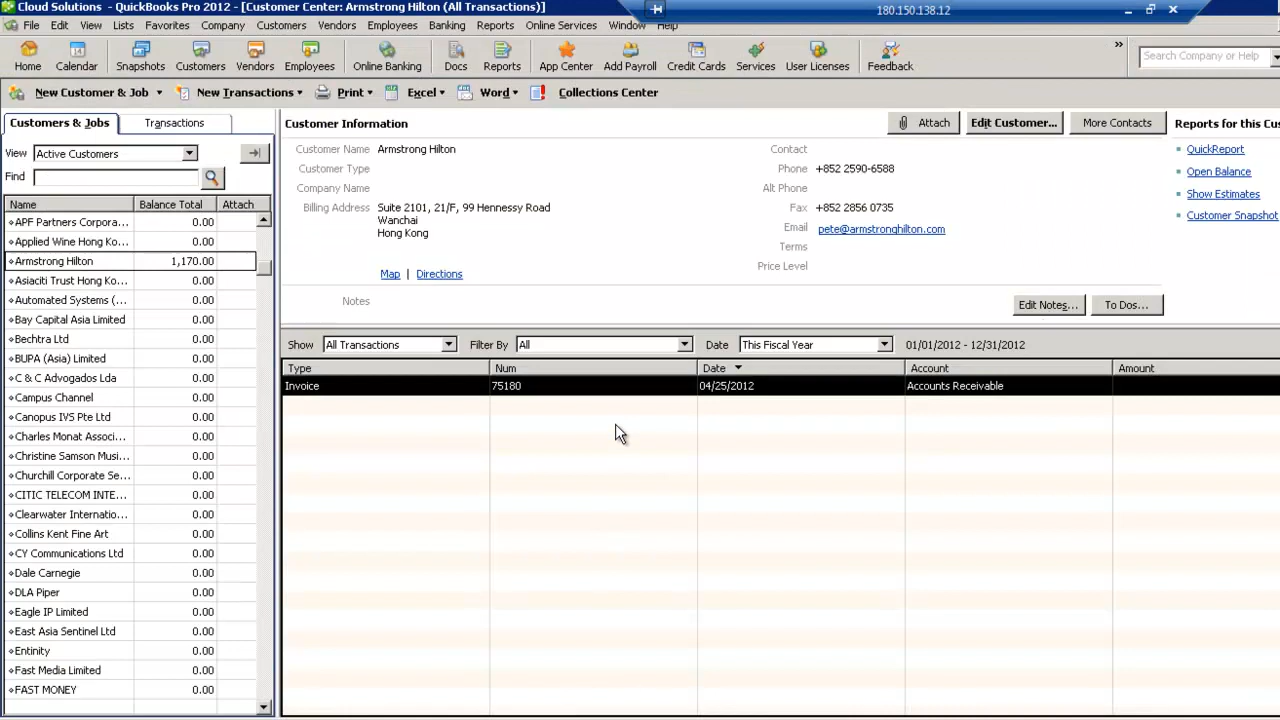 Cloud Solutions - QuickBooks Pro 2012 - [Customer Center: Armstrong Hilton (All Transactions)]
180.150.138.12
File Edit View Lists Favorites Company Customers Vendors Employees Banking Reports Online Services Window Help
Home Calendar Snapshots Customers Vendors Employees Online Banking Docs Reports App Center Add Payroll Credit Cards Services User Licenses Feedback
Search Company or Help
New Customer & Job New Transactions Print Excel Word Collections Center
Customers & Jobs Transactions
View Active Customers
Find
Name Balance Total Attach
APF Partners Corpora... 0.00
Applied Wine Hong Ko... 0.00
Armstrong Hilton 1,170.00
Asiaciti Trust Hong K... 0.00
Automated Systems (... 0.00
Bay Capital Asia Limited 0.00
Bechtra Ltd 0.00
BUPA (Asia) Limited 0.00
C & C Advogados Lda 0.00
Campus Channel 0.00
Canopus IVS Pte Ltd 0.00
Charles Monat Associ... 0.00
Christine Samson Musi... 0.00
Churchill Corporate Se... 0.00
CITIC TELECOM INTE... 0.00
Clearwater Internatio... 0.00
Collins Kent Fine Art 0.00
CY Communications Ltd 0.00
Dale Carnegie 0.00
DLA Piper 0.00
Eagle IP Limited 0.00
East Asia Sentinel Ltd 0.00
Entinity 0.00
Fast Media Limited 0.00
FAST MONEY 0.00
Customer Information
Attach Edit Customer... More Contacts
Customer Name Armstrong Hilton
Customer Type
Company Name
Billing Address Suite 2101, 21/F, 99 Hennessy Road
Wanchai
Hong Kong
Map | Directions
Contact
Phone +852 2590-6588
Alt Phone
Fax +852 2856 0735
Email pete@armstronghilton.com
Terms
Price Level
Notes
Edit Notes... To Dos...
Reports for this Cu
QuickReport
Open Balance
Show Estimates
Customer Snapshot
Show All Transactions Filter By All Date This Fiscal Year 01/01/2012 - 12/31/2012
Type Num Date Account Amount
Invoice 75180 04/25/2012 Accounts Receivable